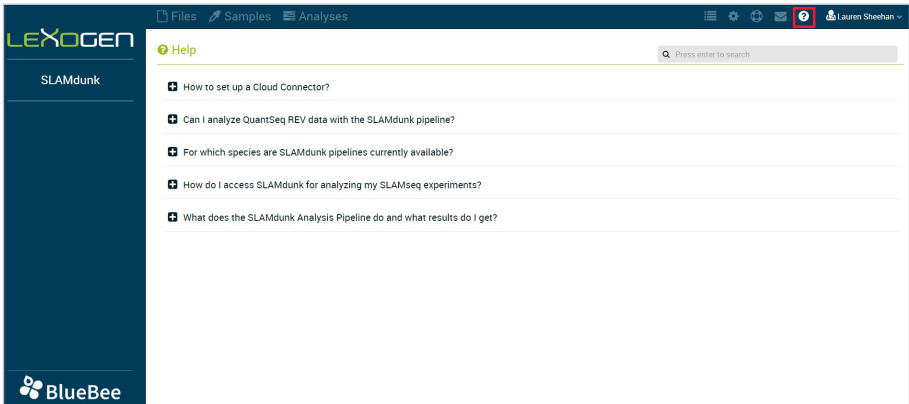 Files Samples Analyses Lauren Sheehan
LEXOGEN
Help
Press enter to search
SLAMdunk
How to set up a Cloud Connector?
Can I analyze QuantSeq REV data with the SLAMdunk pipeline?
For which species are SLAMdunk pipelines currently available?
How do I access SLAMdunk for analyzing my SLAMseq experiments?
What does the SLAMdunk Analysis Pipeline do and what results do I get?
BlueBee